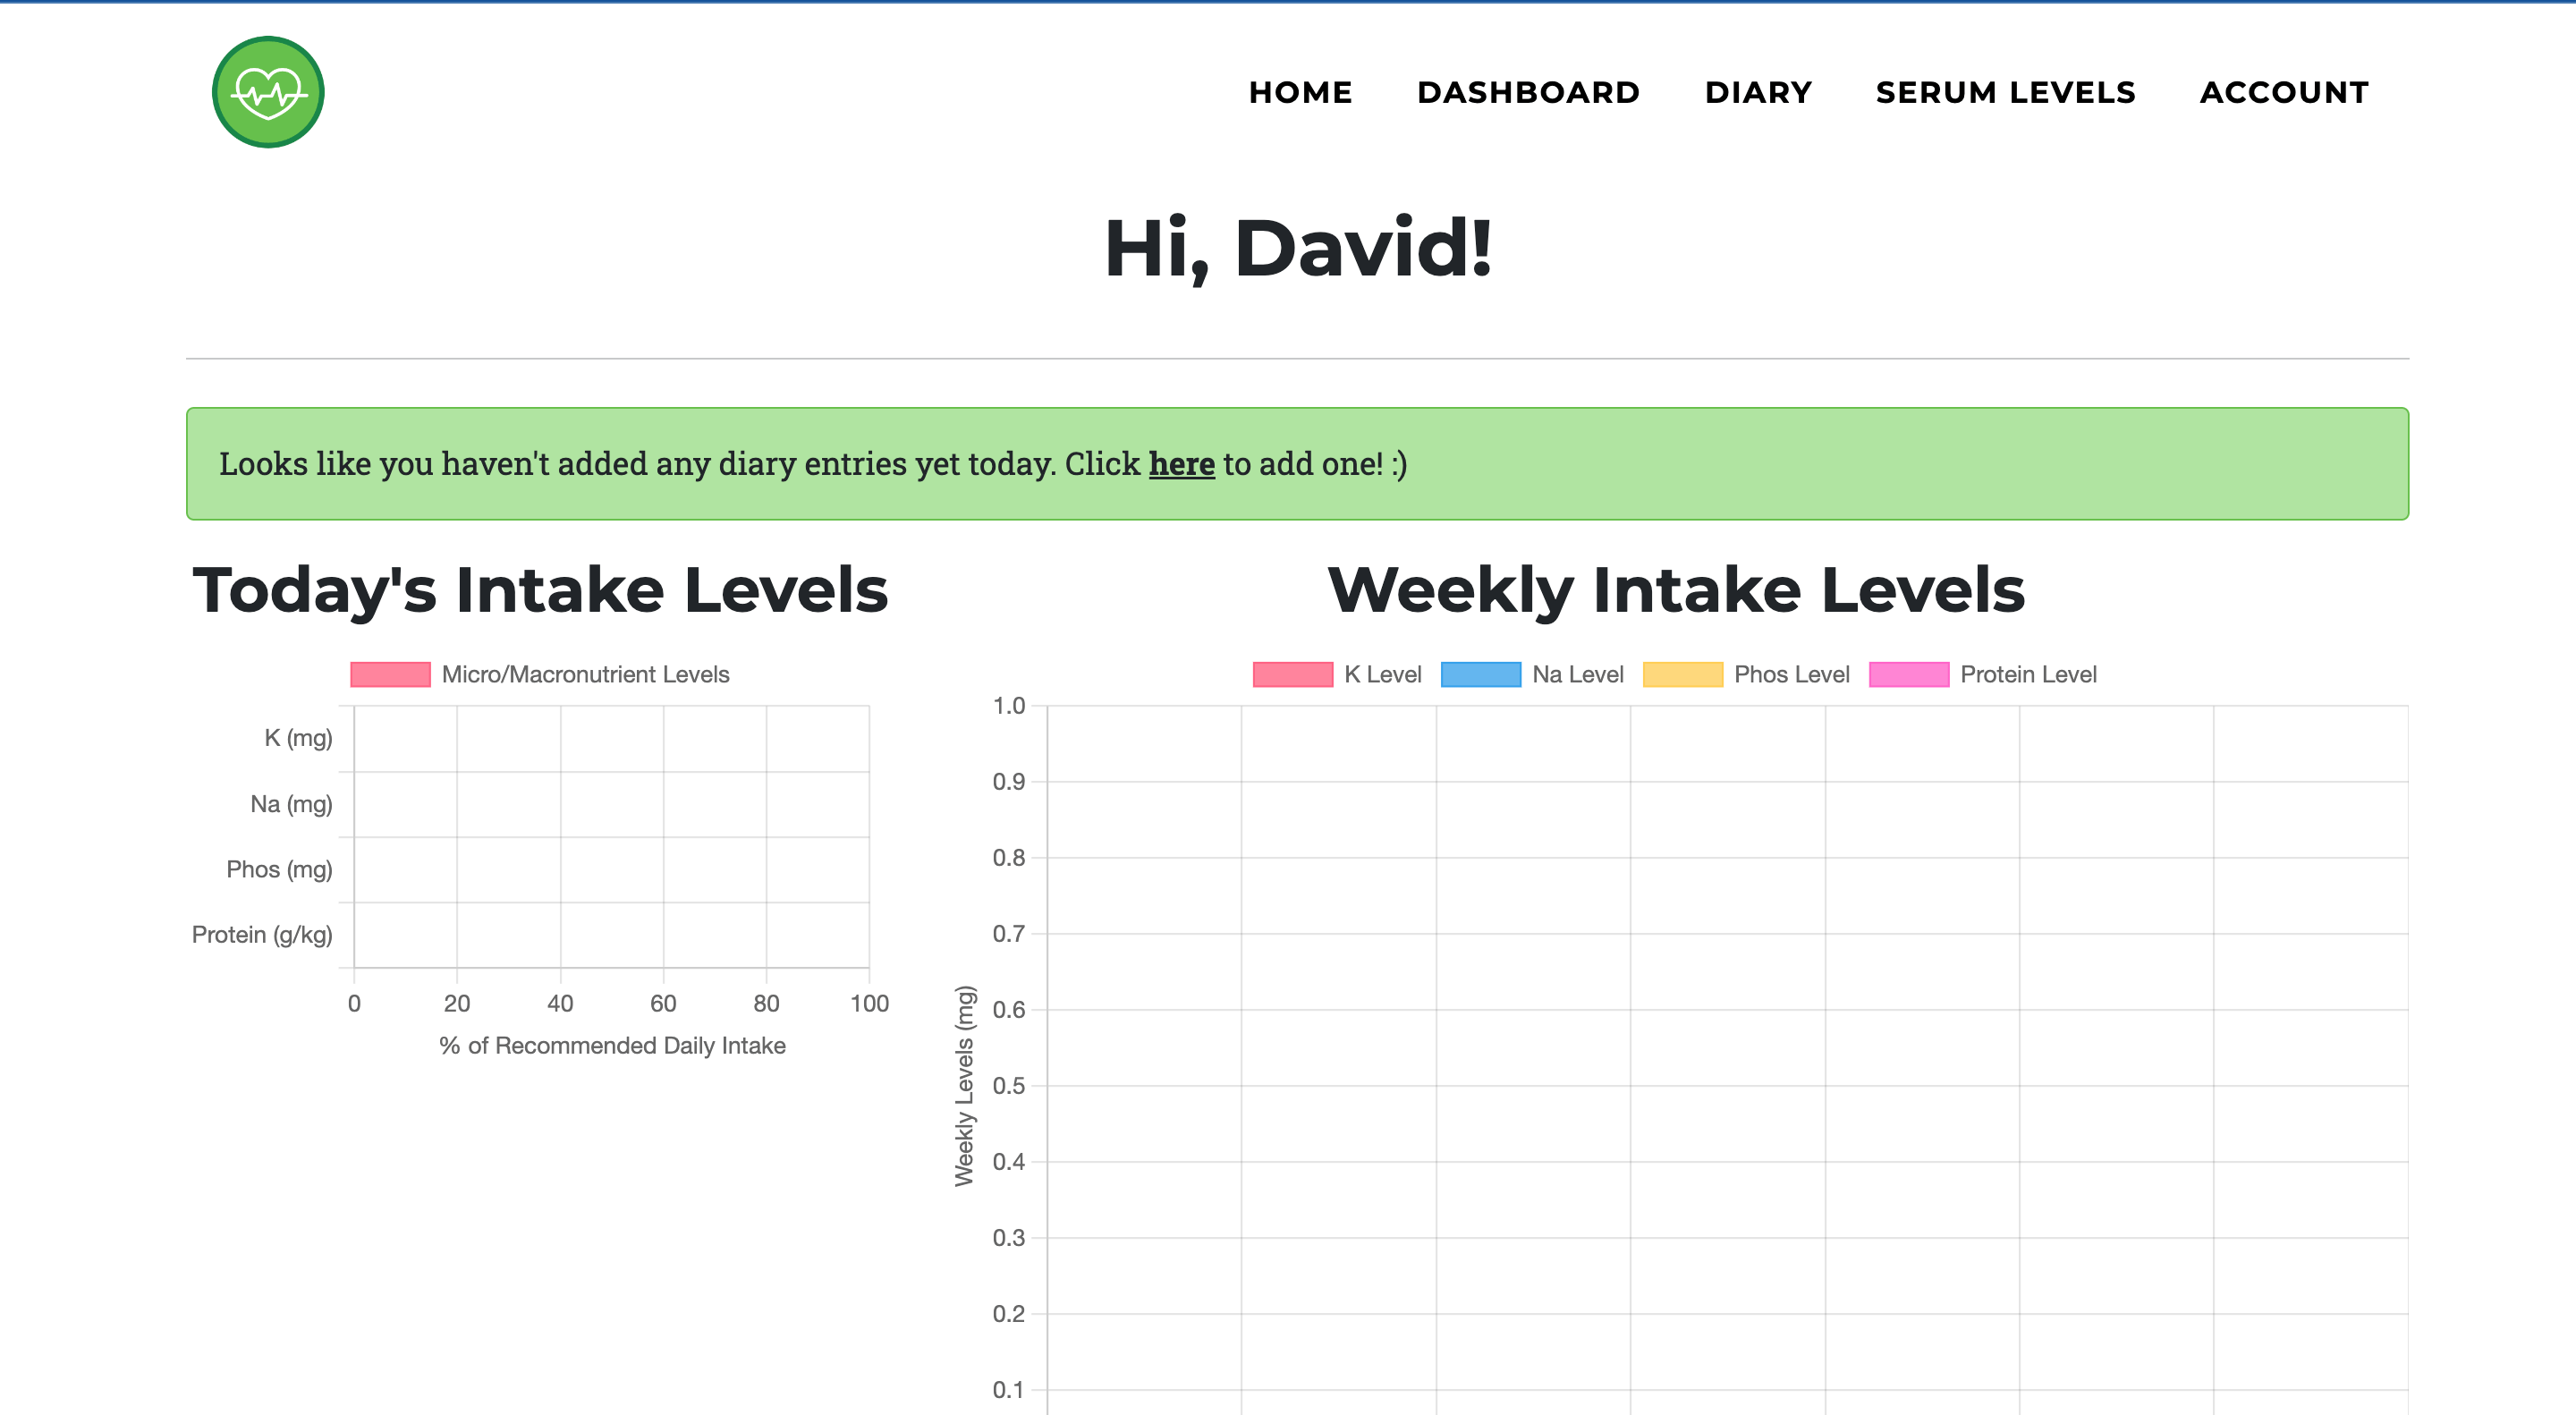 HOME DASHBOARD DIARY SERUM LEVELS ACCOUNT
Hi, David!
Looks like you haven't added any diary entries yet today. Click here to add one! :)
Today's Intake Levels
Micro/Macronutrient Levels
K (mg)
Na (mg)
Phos (mg)
Protein (g/kg)
0 20 40 60 80 100
% of Recommended Daily Intake
Weekly Intake Levels
K Level Na Level Phos Level Protein Level
Weekly Levels (mg)
1.0
0.9
0.8
0.7
0.6
0.5
0.4
0.3
0.2
0.1